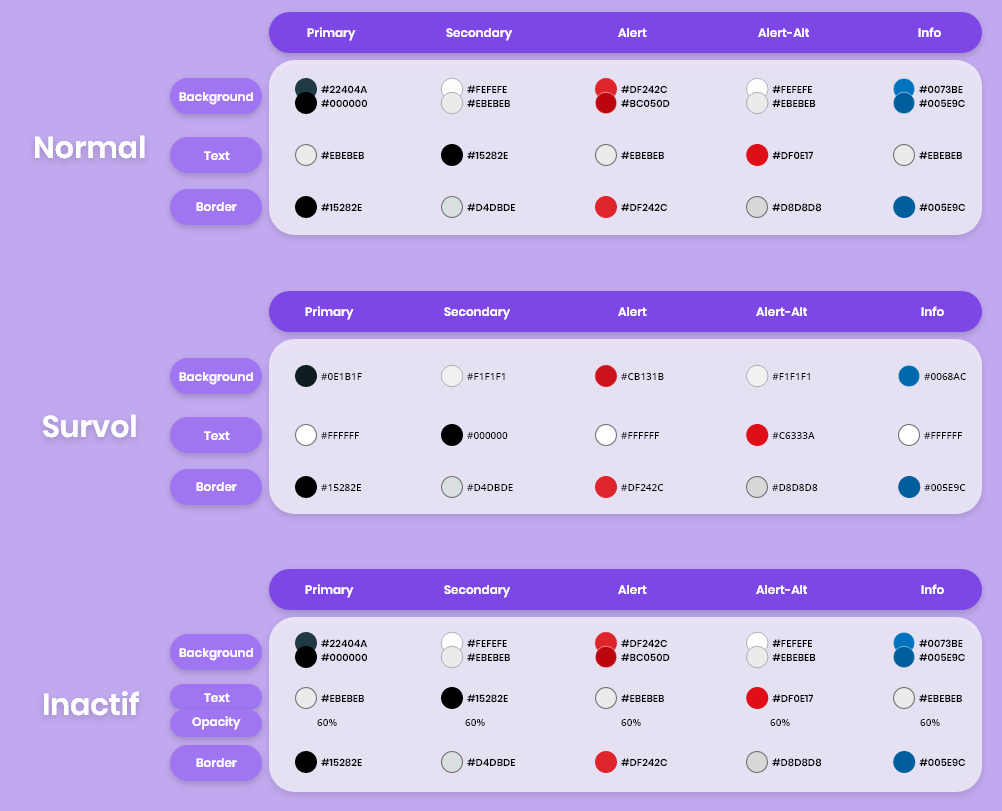 Primary Secondary Alert Alert-Alt Info
Normal
Background #22404A #FEFEFE #DF242C #FEFEFE #0073BE
#000000 #EBEBEB #BC050D #EBEBEB #005E9C
Text #EBEBEB #15282E #EBEBEB #DF0E17 #EBEBEB
Border #15282E #D4DBDE #DF242C #D8D8D8 #005E9C
Primary Secondary Alert Alert-Alt Info
Survol
Background #0E1B1F #F1F1F1 #CB131B #F1F1F1 #0068AC
Text #FFFFFF #000000 #FFFFFF #C6333A #FFFFFF
Border #15282E #D4DBDE #DF242C #D8D8D8 #005E9C
Primary Secondary Alert Alert-Alt Info
Inactif
Background #22404A #FEFEFE #DF242C #FEFEFE #0073BE
#000000 #EBEBEB #BC050D #EBEBEB #005E9C
Text #EBEBEB #15282E #EBEBEB #DF0E17 #EBEBEB
Opacity 60% 60% 60% 60% 60%
Border #15282E #D4DBDE #DF242C #D8D8D8 #005E9C